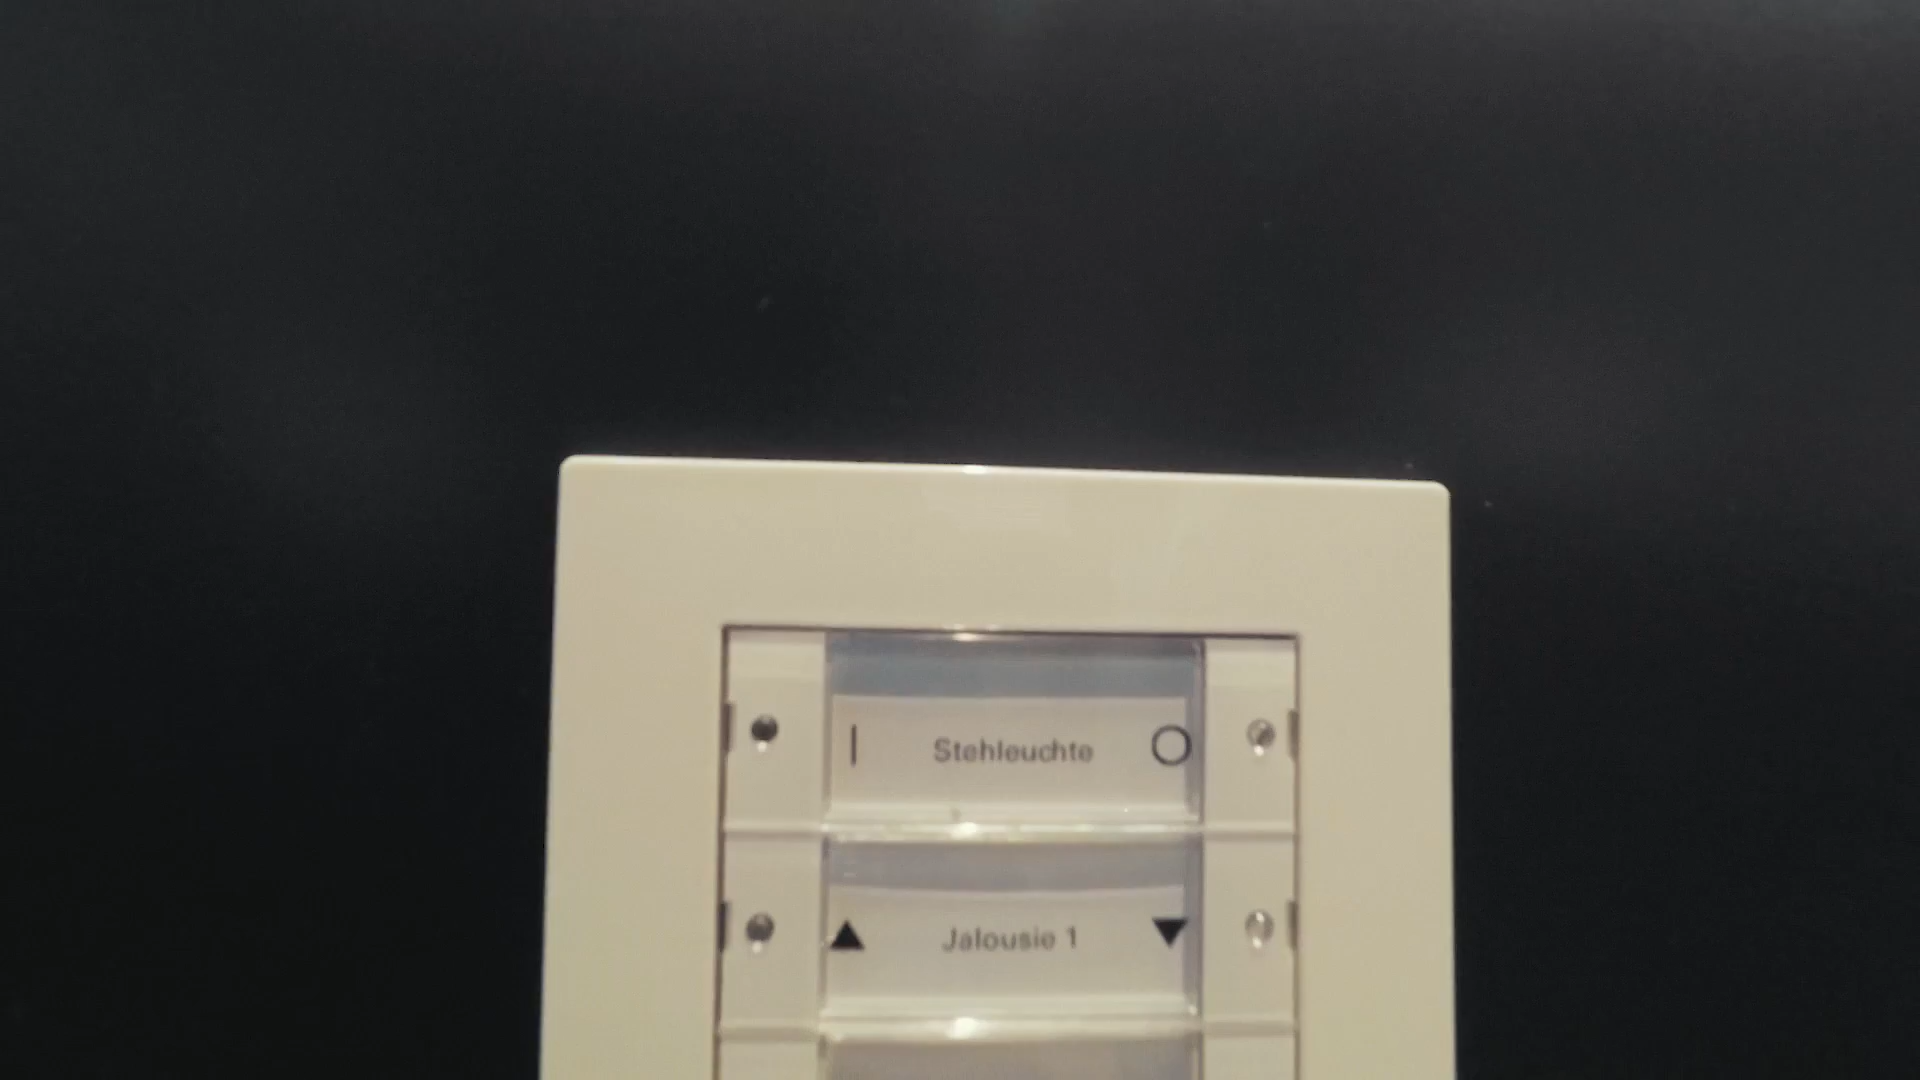 | Stehleuchte O
▲ Jalousie 1 ▼